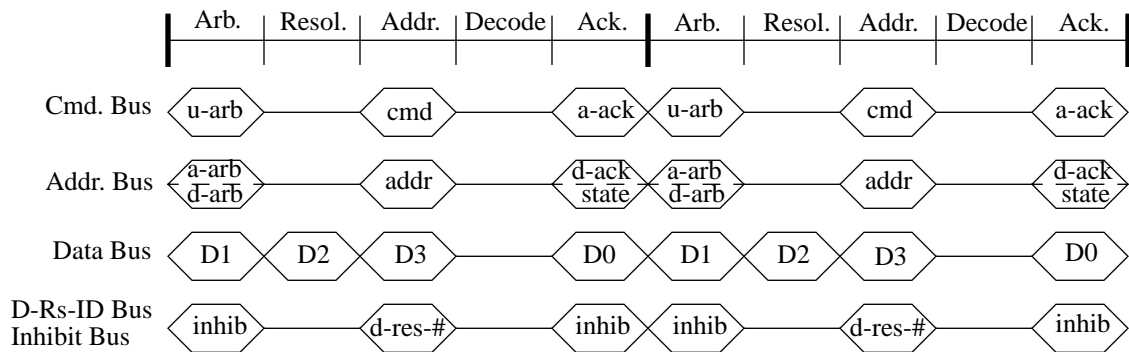 Arb. Resol. Addr. Decode Ack. Arb. Resol. Addr. Decode Ack.
Cmd. Bus u-arb cmd a-ack u-arb cmd a-ack
Addr. Bus a-arb d-arb addr d-ack state a-arb d-arb addr d-ack state
Data Bus D1 D2 D3 D0 D1 D2 D3 D0
D-Rs-ID Bus
Inhibit Bus inhib d-res-# inhib inhib d-res-# inhib